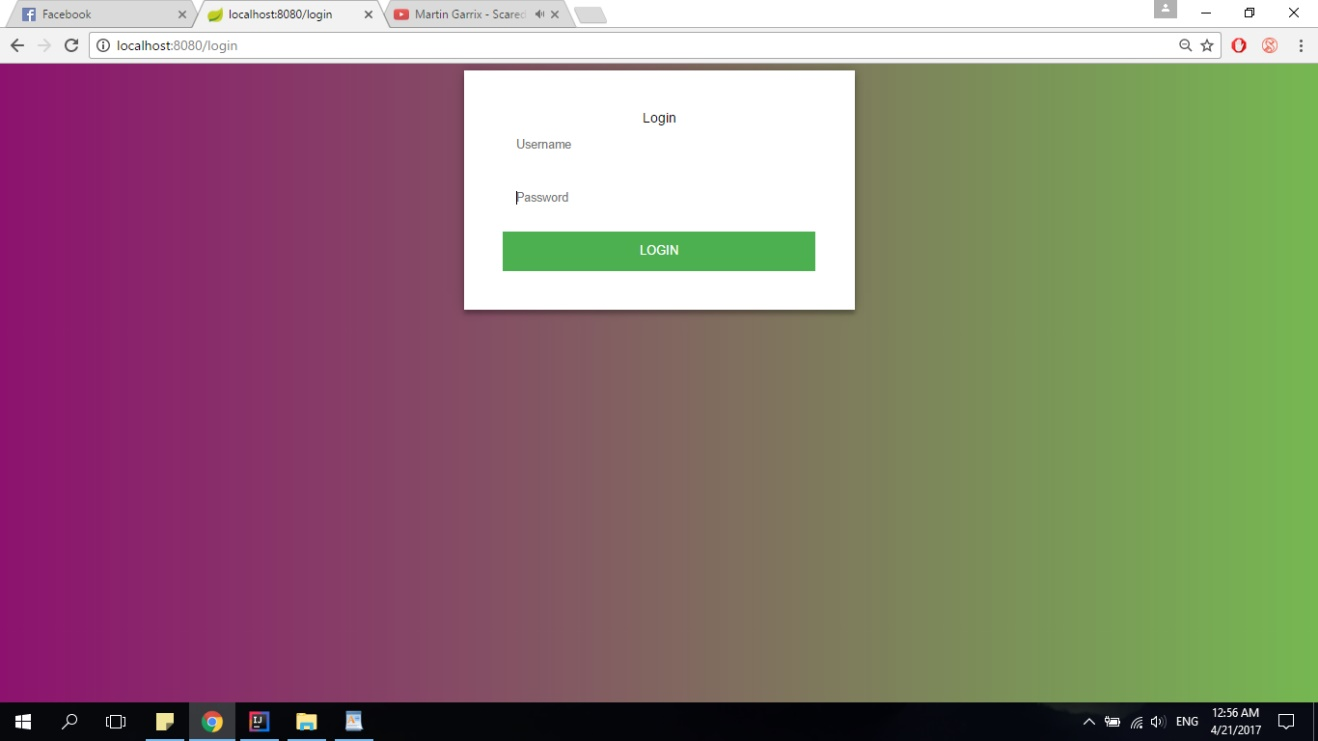 Facebook
localhost:8080/login
Martin Garrix - Scared
localhost:8080/login
Login
Username
Password
LOGIN
ENG
12:56 AM
4/21/2017